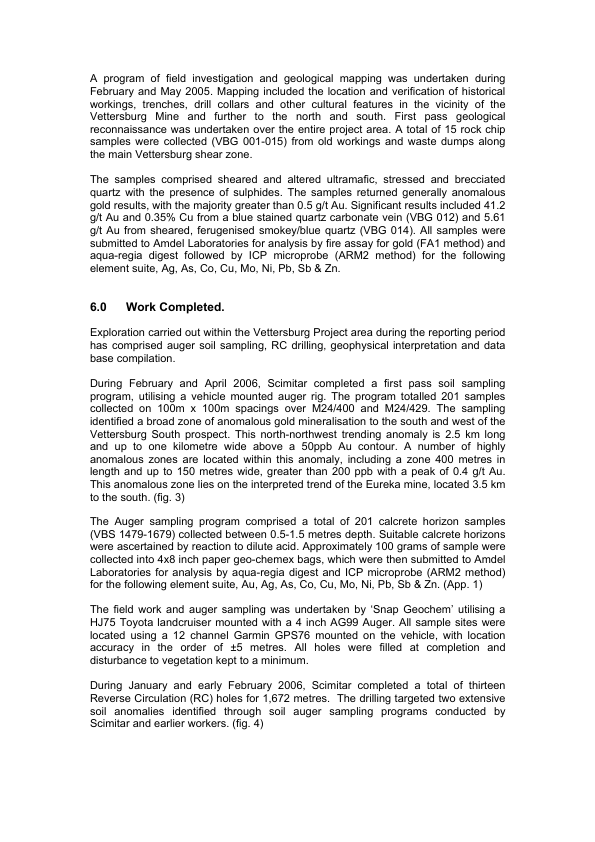 A program of field investigation and geological mapping was undertaken during
February and May 2005. Mapping included the location and verification of historical
workings, trenches, drill collars and other cultural features in the vicinity of the
Vettersburg Mine and further to the north and south. First pass geological
reconnaissance was undertaken over the entire project area. A total of 15 rock chip
samples were collected (VBG 001-015) from old workings and waste dumps along
the main Vettersburg shear zone.
The samples comprised sheared and altered ultramafic, stressed and brecciated
quartz with the presence of sulphides. The samples returned generally anomalous
gold results, with the majority greater than 0.5 g/t Au. Significant results included 41.2
g/t Au and 0.35% Cu from a blue stained quartz carbonate vein (VBG 012) and 5.61
g/t Au from sheared, ferugenised smokey/blue quartz (VBG 014). All samples were
submitted to Amdel Laboratories for analysis by fire assay for gold (FA1 method) and
aqua-regia digest followed by ICP microprobe (ARM2 method) for the following
element suite, Ag, As, Co, Cu, Mo, Ni, Pb, Sb & Zn.
6.0 Work Completed.
Exploration carried out within the Vettersburg Project area during the reporting period
has comprised auger soil sampling, RC drilling, geophysical interpretation and data
base compilation.
During February and April 2006, Scimitar completed a first pass soil sampling
program, utilising a vehicle mounted auger rig. The program totalled 201 samples
collected on 100m x 100m spacings over M24/400 and M24/429. The sampling
identified a broad zone of anomalous gold mineralisation to the south and west of the
Vettersburg South prospect. This north-northwest trending anomaly is 2.5 km long
and up to one kilometre wide above a 50ppb Au contour. A number of highly
anomalous zones are located within this anomaly, including a zone 400 metres in
length and up to 150 metres wide, greater than 200 ppb with a peak of 0.4 g/t Au.
This anomalous zone lies on the interpreted trend of the Eureka mine, located 3.5 km
to the south. (fig. 3)
The Auger sampling program comprised a total of 201 calcrete horizon samples
(VBS 1479-1679) collected between 0.5-1.5 metres depth. Suitable calcrete horizons
were ascertained by reaction to dilute acid. Approximately 100 grams of sample were
collected into 4x8 inch paper geo-chemex bags, which were then submitted to Amdel
Laboratories for analysis by aqua-regia digest and ICP microprobe (ARM2 method)
for the following element suite, Au, Ag, As, Co, Cu, Mo, Ni, Pb, Sb & Zn. (App. 1)
The field work and auger sampling was undertaken by ‘Snap Geochem’ utilising a
HJ75 Toyota landcruiser mounted with a 4 inch AG99 Auger. All sample sites were
located using a 12 channel Garmin GPS76 mounted on the vehicle, with location
accuracy in the order of ±5 metres. All holes were filled at completion and
disturbance to vegetation kept to a minimum.
During January and early February 2006, Scimitar completed a total of thirteen
Reverse Circulation (RC) holes for 1,672 metres. The drilling targeted two extensive
soil anomalies identified through soil auger sampling programs conducted by
Scimitar and earlier workers. (fig. 4)